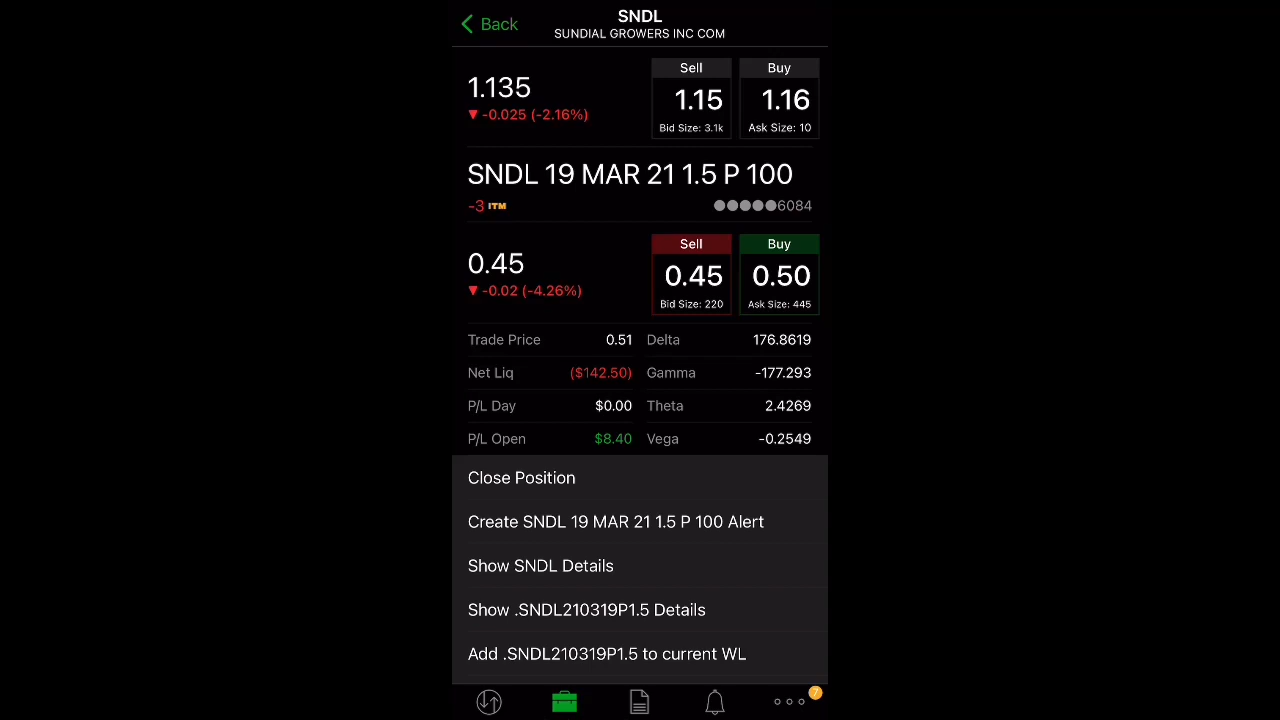 Back
SNDL
SUNDIAL GROWERS INC COM
1.135
▼ -0.025 (-2.16%)
Sell
1.15
Bid Size: 3.1k
Buy
1.16
Ask Size: 10
SNDL 19 MAR 21 1.5 P 100
-3 ITM
●●●●●6084
0.45
▼ -0.02 (-4.26%)
Sell
0.45
Bid Size: 220
Buy
0.50
Ask Size: 445
Trade Price 0.51 Delta 176.8619
Net Liq ($142.50) Gamma -177.293
P/L Day $0.00 Theta 2.4269
P/L Open $8.40 Vega -0.2549
Close Position
Create SNDL 19 MAR 21 1.5 P 100 Alert
Show SNDL Details
Show .SNDL210319P1.5 Details
Add .SNDL210319P1.5 to current WL
7